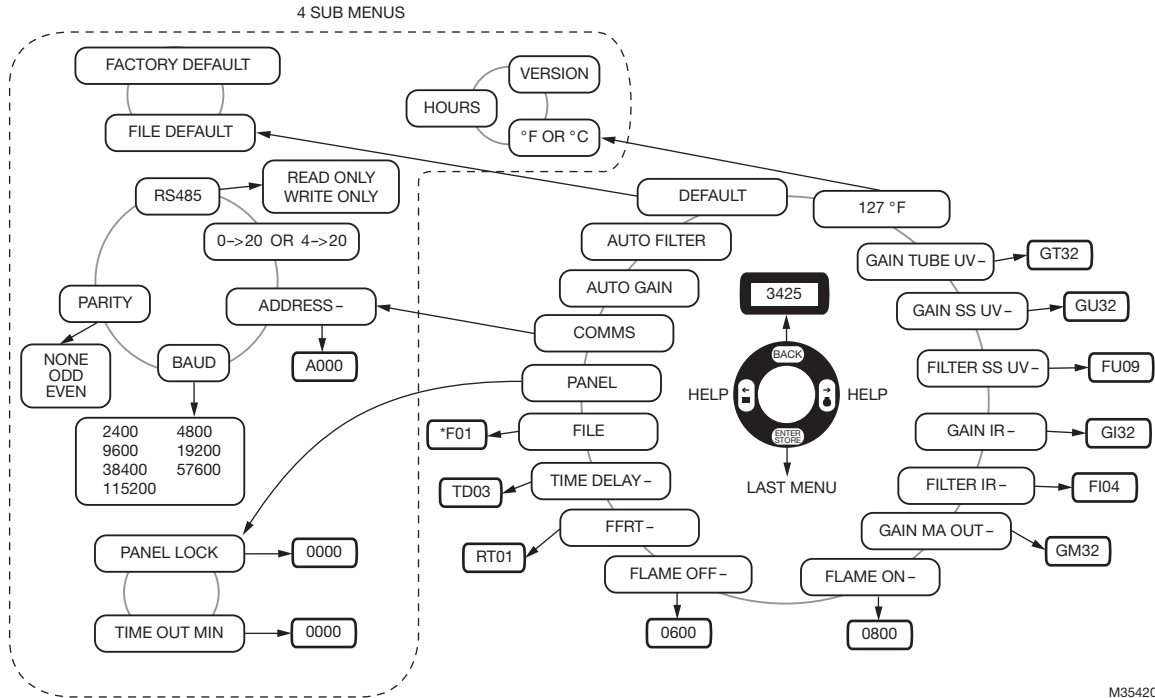 4 SUB MENUS
FACTORY DEFAULT
FILE DEFAULT
VERSION
HOURS
°F OR °C
RS485
READ ONLY
WRITE ONLY
0->20 OR 4->20
PARITY
ADDRESS-
NONE
ODD
EVEN
BAUD
A000
2400 4800
9600 19200
38400 57600
115200
PANEL LOCK
0000
TIME OUT MIN
0000
DEFAULT
127 °F
AUTO FILTER
GAIN TUBE UV-
GT32
AUTO GAIN
3425
GAIN SS UV-
GU32
COMMS
BACK
FILTER SS UV-
FU09
PANEL
HELP
HELP
*F01
FILE
ENTER
STORE
GAIN IR-
GI32
TD03
TIME DELAY-
LAST MENU
FILTER IR-
FI04
FFRT-
GAIN MA OUT-
RT01
GM32
FLAME OFF-
FLAME ON-
0600
0800
M35420